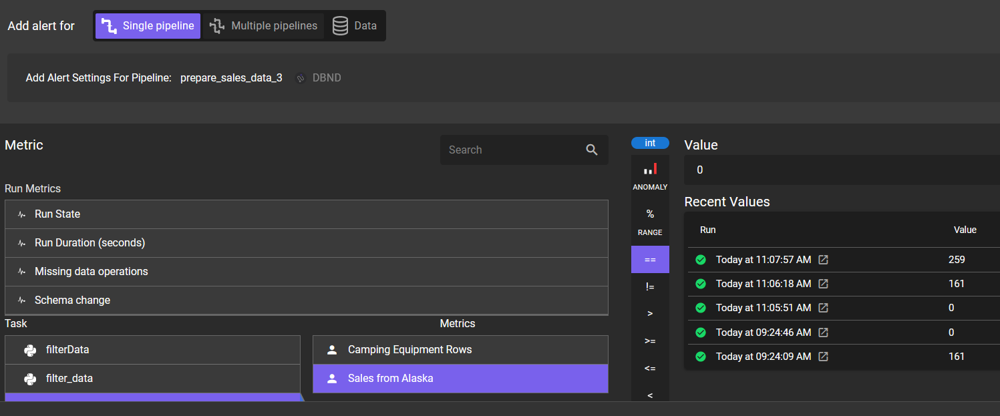 Add alert for Single pipeline Multiple pipelines Data
Add Alert Settings For Pipeline: prepare_sales_data_3 DBND
Metric
Search
Run Metrics
Run State
Run Duration (seconds)
Missing data operations
Schema change
Task
filterData
filter_data
Metrics
Camping Equipment Rows
Sales from Alaska
int
ANOMALY
%
RANGE
==
!=
>
>=
<=
<
Value
0
Recent Values
Run Value
Today at 11:07:57 AM 259
Today at 11:06:18 AM 161
Today at 11:05:51 AM 0
Today at 09:24:46 AM 0
Today at 09:24:09 AM 161